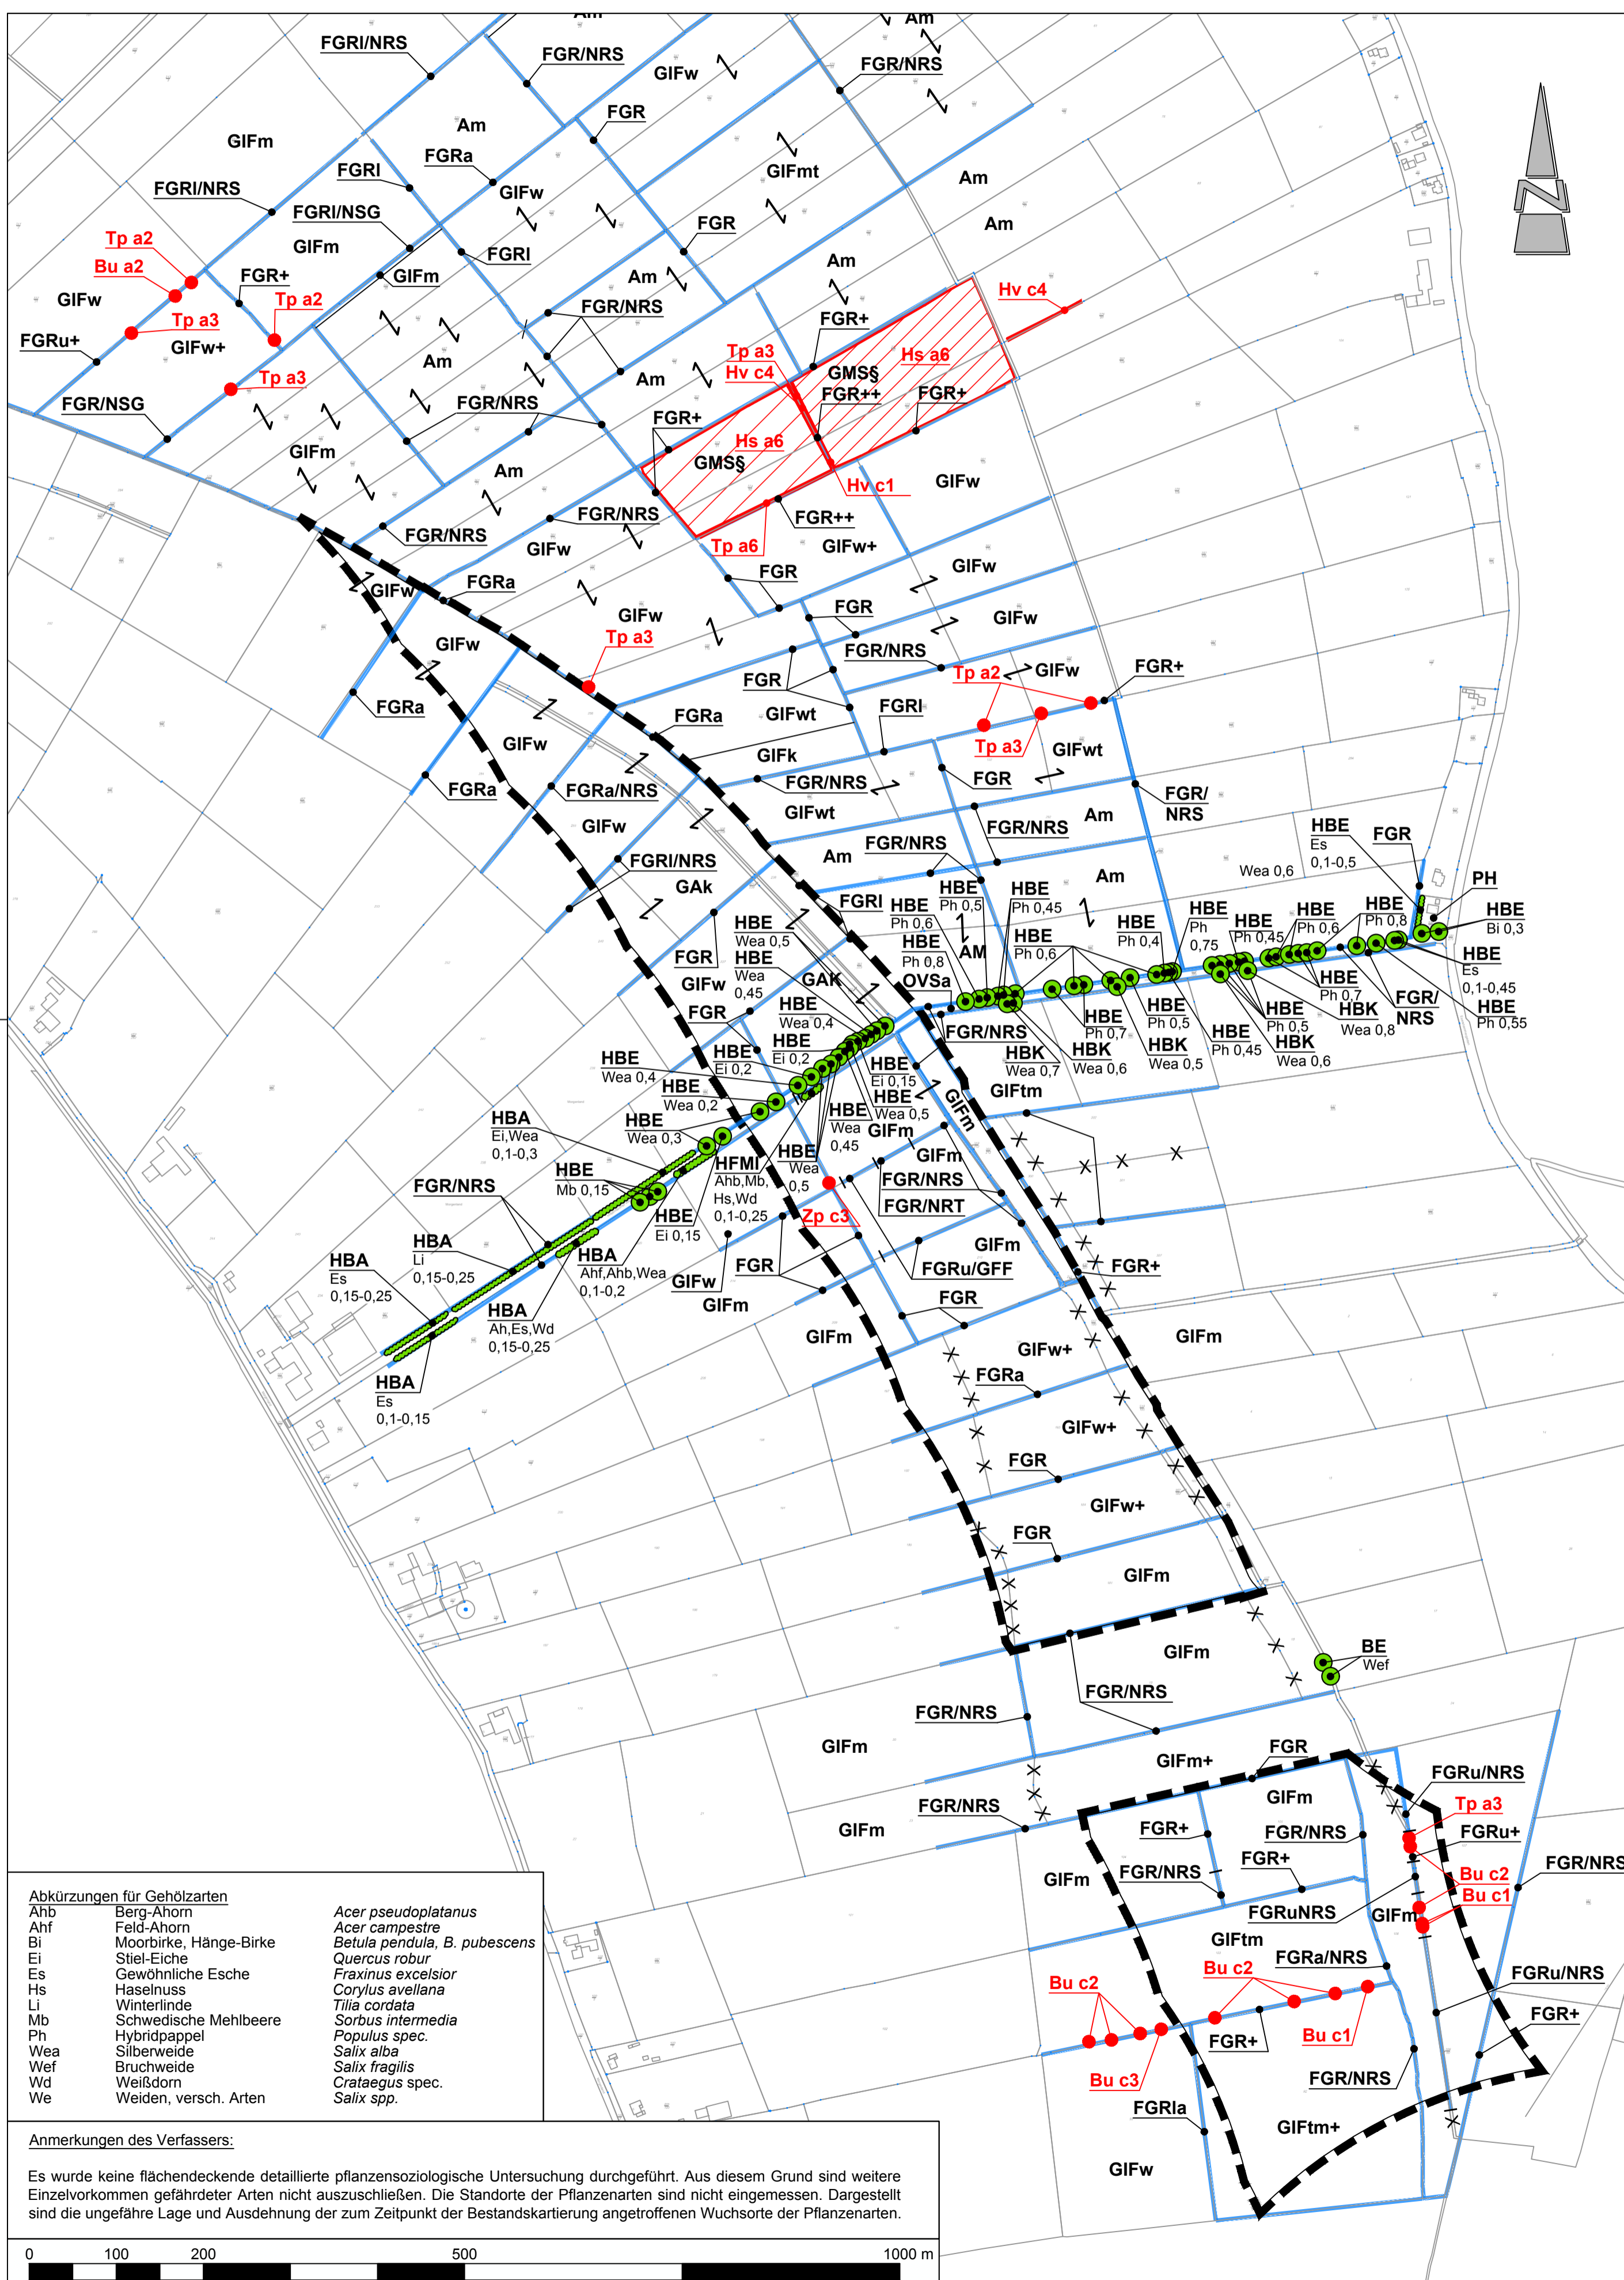 Am
Am
FGRl/NRS
FGR/NRS
GIFw
FGR/NRS
FGR
Am
GIFm
FGRa
FGRl
GIFw
GIFmt
Am
FGRl/NRS
FGRl/NSG
GIFm
FGR
Am
Tp a2
Bu a2
FGRl
GIFm
Am
Am
FGR+
GIFw
Tp a2
Hv c4
FGR/NRS
Tp a3
FGR+
FGRu+
GIFw+
Tp a3
Hv c4
Hs a6
GMS§
Am
Am
Tp a3
FGR/NSG
FGR/NRS
FGR++
FGR+
FGR+
Hs a6
GMS§
GIFm
Am
Hv c1
GIFw
FGR/NRS
FGR++
FGR/NRS
GIFw
Tp a6
GIFw+
FGR
GIFw
GIFw
FGRa
GIFw
FGR
GIFw
GIFw
Tp a3
FGR/NRS
Tp a2
GIFw
FGR+
FGR
FGRa
FGRa
GIFwt
FGRl
GIFw
GIFk
Tp a3
GIFwt
FGRa
FGRa/NRS
FGR/NRS
FGR
FGR/
NRS
GIFw
GIFwt
Am
FGR/NRS
FGRl/NRS
Am
FGR/NRS
HBE
Es
0,1-0,5
FGR
GAk
Wea 0,6
Am
PH
FGRl
HBE
Ph 0,6
HBE
Ph 0,5
HBE
Ph 0,45
HBE
Ph
0,75
HBE
Ph 0,45
HBE
Ph 0,6
HBE
Ph 0,8
HBE
Bi 0,3
HBE
Wea 0,5
HBE
Wea
0,45
AM
HBE
Ph 0,6
HBE
Ph 0,4
FGR
HBE
Ph 0,8
HBE
Es
0,1-0,45
GIFw
GAK
OVSa
HBE
Ph 0,7
FGR/
NRS
HBE
Ph 0,55
FGR
HBE
Wea 0,4
HBE
Ph 0,7
HBE
Ph 0,5
HBE
Ph 0,5
HBK
Wea 0,8
FGR/NRS
HBE
Ei 0,2
HBE
Ei 0,2
HBK
Wea 0,7
HBK
Wea 0,6
HBK
Wea 0,5
HBE
Ph 0,45
HBK
Wea 0,6
HBE
Wea 0,4
HBE
Ei 0,15
GIFtm
HBE
Wea 0,2
HBE
Wea 0,5
GIFm
HBA
Ei,Wea
0,1-0,3
HBE
Wea 0,3
HBE
Wea
0,45
GIFm
GIFm
HBE
Wea
0,5
HBE
Mb 0,15
HFMl
Ahb,Mb,
Hs,Wd
0,1-0,25
FGR/NRS
FGR/NRS
FGR/NRT
HBE
Ei 0,15
Zp c3
HBA
Li
0,15-0,25
HBA
Ahf,Ahb,Wea
0,1-0,2
HBA
Es
0,15-0,25
GIFm
FGR
FGRu/GFF
FGR+
GIFw
GIFm
FGR
HBA
Ah,Es,Wd
0,15-0,25
GIFm
GIFm
GIFw+
FGRa
HBA
Es
0,1-0,15
GIFw+
FGR
GIFw+
FGR
GIFm
GIFm
BE
Wef
FGR/NRS
FGR/NRS
GIFm
FGR
GIFm+
FGRu/NRS
GIFm
FGR/NRS
Tp a3
GIFm
FGR+
FGR/NRS
FGRu+
FGR+
FGR/NRS
GIFm
FGR/NRS
Bu c2
Bu c1
FGRuNRS
GIFm
GIFtm
FGRa/NRS
Bu c2
Bu c2
FGRu/NRS
FGR+
FGR+
Bu c1
Bu c3
FGR/NRS
FGRla
GIFtm+
GIFw
Abkürzungen für Gehölzarten
Ahb Berg-Ahorn Acer pseudoplatanus
Ahf Feld-Ahorn Acer campestre
Bi Moorbirke, Hänge-Birke Betula pendula, B. pubescens
Ei Stiel-Eiche Quercus robur
Es Gewöhnliche Esche Fraxinus excelsior
Hs Haselnuss Corylus avellana
Li Winterlinde Tilia cordata
Mb Schwedische Mehlbeere Sorbus intermedia
Ph Hybridpappel Populus spec.
Wea Silberweide Salix alba
Wef Bruchweide Salix fragilis
Wd Weißdorn Crataegus spec.
We Weiden, versch. Arten Salix spp.
Anmerkungen des Verfassers:
Es wurde keine flächendeckende detaillierte pflanzensoziologische Untersuchung durchgeführt. Aus diesem Grund sind weitere
Einzelvorkommen gefährdeter Arten nicht auszuschließen. Die Standorte der Pflanzenarten sind nicht eingemessen. Dargestellt
sind die ungefähre Lage und Ausdehnung der zum Zeitpunkt der Bestandskartierung angetroffenen Wuchsorte der Pflanzenarten.
0 100 200 500 1000 m